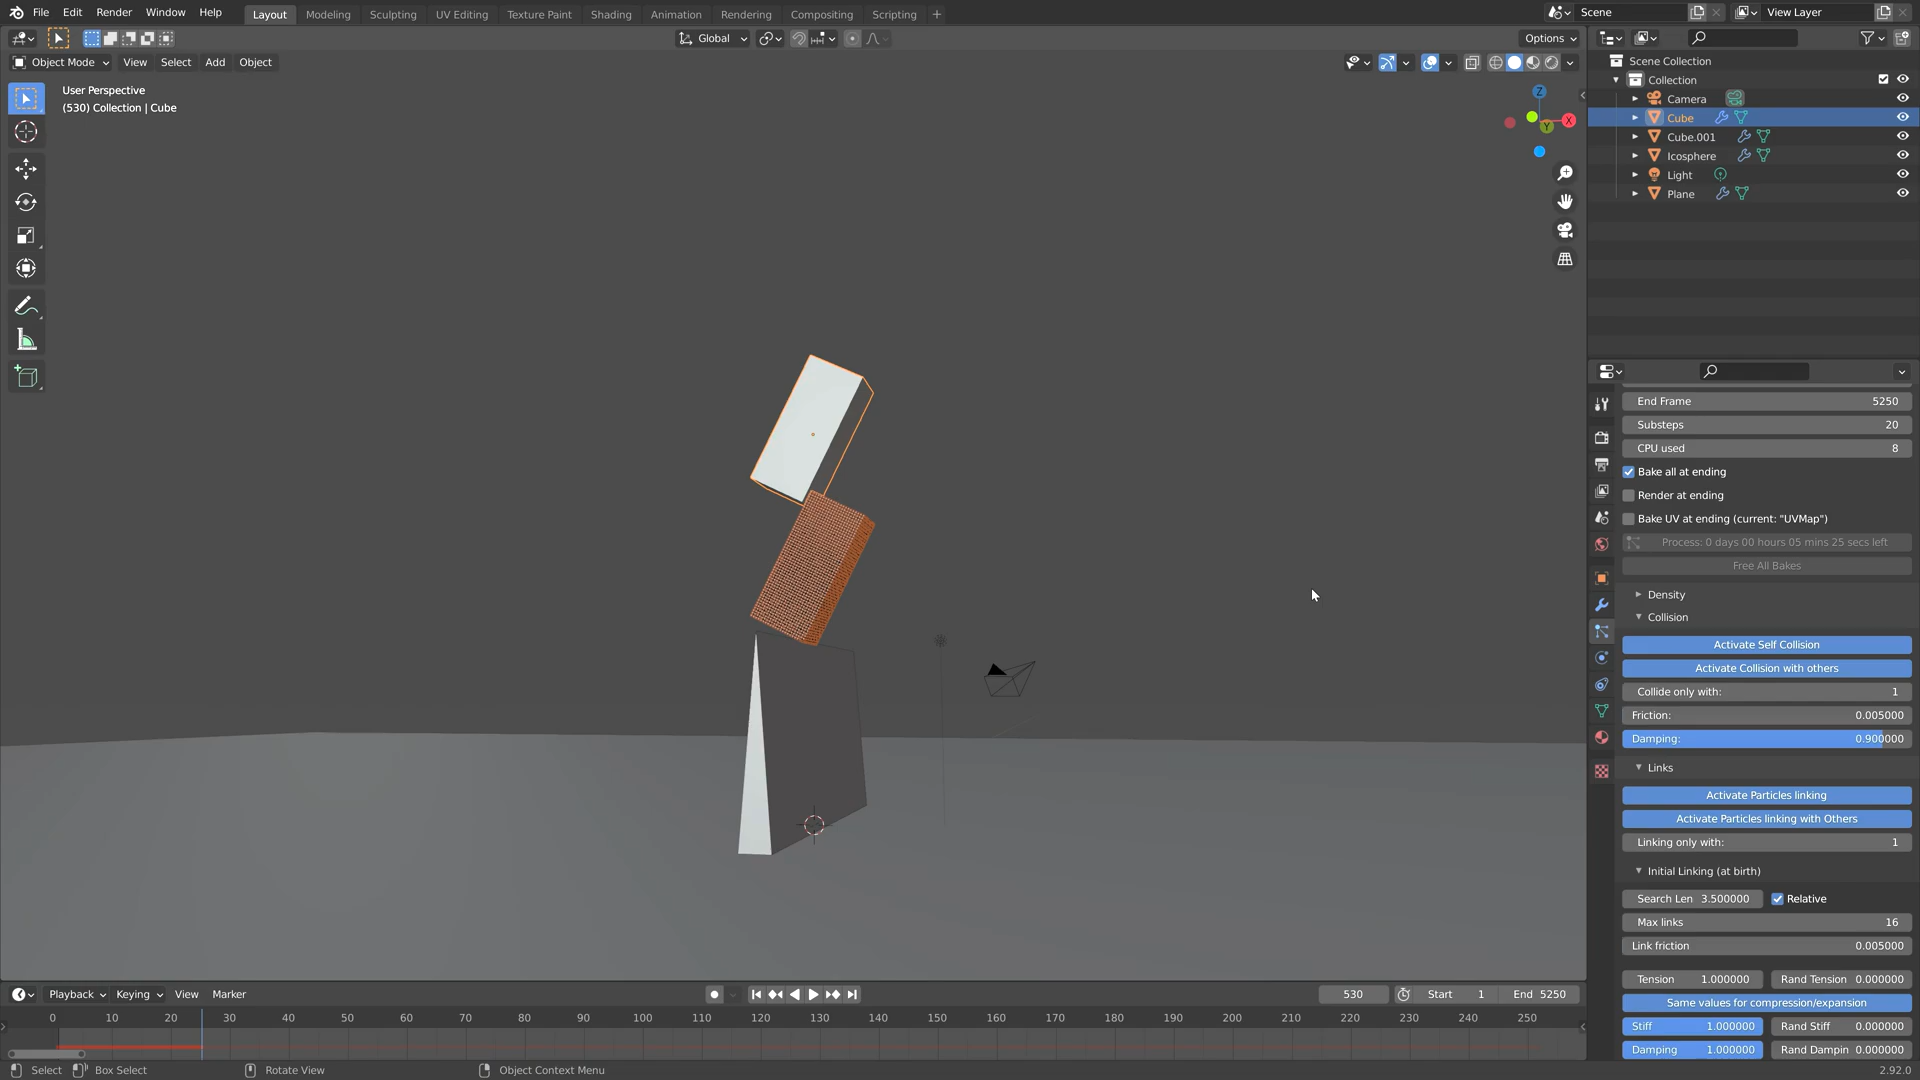 File Edit Render Window Help Layout Modeling Sculpting UV Editing Texture Paint Shading Animation Rendering Compositing Scripting + Scene View Layer
Global Options
Object Mode View Select Add Object
User Perspective
(530) Collection | Cube
Z
Y
X
Scene Collection
Collection
Camera
Cube
Cube.001
Icosphere
Light
Plane
End Frame 5250
Substeps 20
CPU used 8
Bake all at ending
Render at ending
Bake UV at ending (current: "UVMap")
Process: 0 days 00 hours 05 mins 25 secs left
Free All Bakes
Density
Collision
Activate Self Collision
Activate Collision with others
Collide only with: 1
Friction: 0.005000
Damping: 0.900000
Links
Activate Particles linking
Activate Particles linking with Others
Linking only with: 1
Initial Linking (at birth)
Search Len 3.500000 Relative
Max links 16
Link friction 0.005000
Tension 1.000000 Rand Tension 0.000000
Same values for compression/expansion
Stiff 1.000000 Rand Stiff 0.000000
Damping 1.000000 Rand Dampin 0.000000
Playback Keying View Marker 530 Start 1 End 5250
0 10 20 30 40 50 60 70 80 90 100 110 120 130 140 150 160 170 180 190 200 210 220 230 240 250
Select Box Select Rotate View Object Context Menu 2.92.0